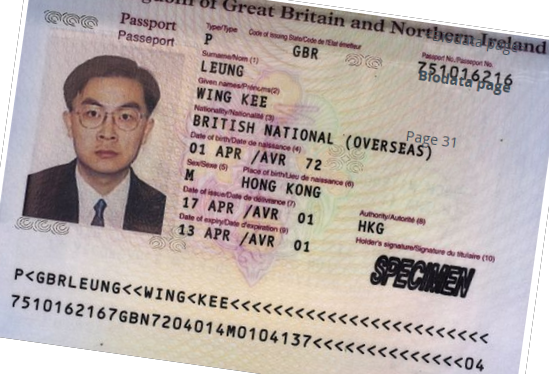 Kingdom of Great Britain and Northern Ireland
Passport
Passeport
Type/Type
P
Code of Issuing State/Code de l'Etat émetteur
GBR
Passport No./Passeport No.
751016216
Biodata page
Surname/Nom (1)
LEUNG
Given names/Prénoms(2)
WING KEE
Nationality/Nationalité (3)
BRITISH NATIONAL (OVERSEAS)
Page 31
Date of birth/Date de naissance (4)
01 APR /AVR 72
Sex/Sexe (5)
M
Place of birth/Lieu de naissance (6)
HONG KONG
Date of issue/Date de délivrance (7)
17 APR /AVR 01
Authority/Autorité (8)
HKG
Date of expiry/Date d'expiration (9)
13 APR /AVR 01
Holder's signature/Signature du titulaire (10)
SPECIMEN
P<GBRLEUNG<<WING<KEE<<<<<<<<<<<<<<<<<<<<<<<<
7510162167GBN7204014M0104137<<<<<<<<<<<<<<04